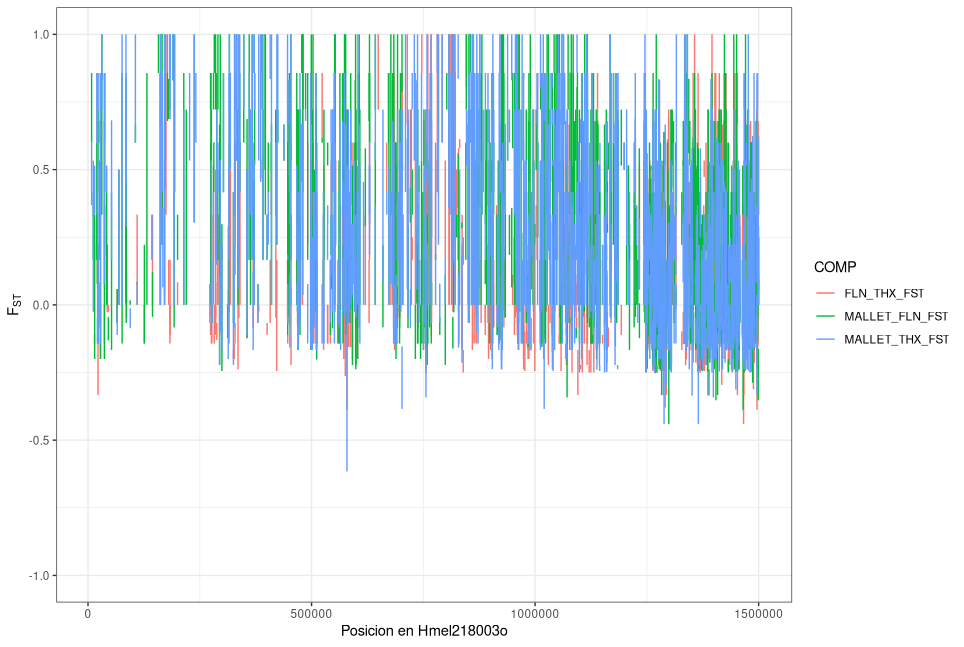 1.0
0.5
0.0
-0.5
-1.0
FST
0
500000
1000000
1500000
Posicion en Hmel218003o
COMP
FLN_THX_FST
MALLET_FLN_FST
MALLET_THX_FST